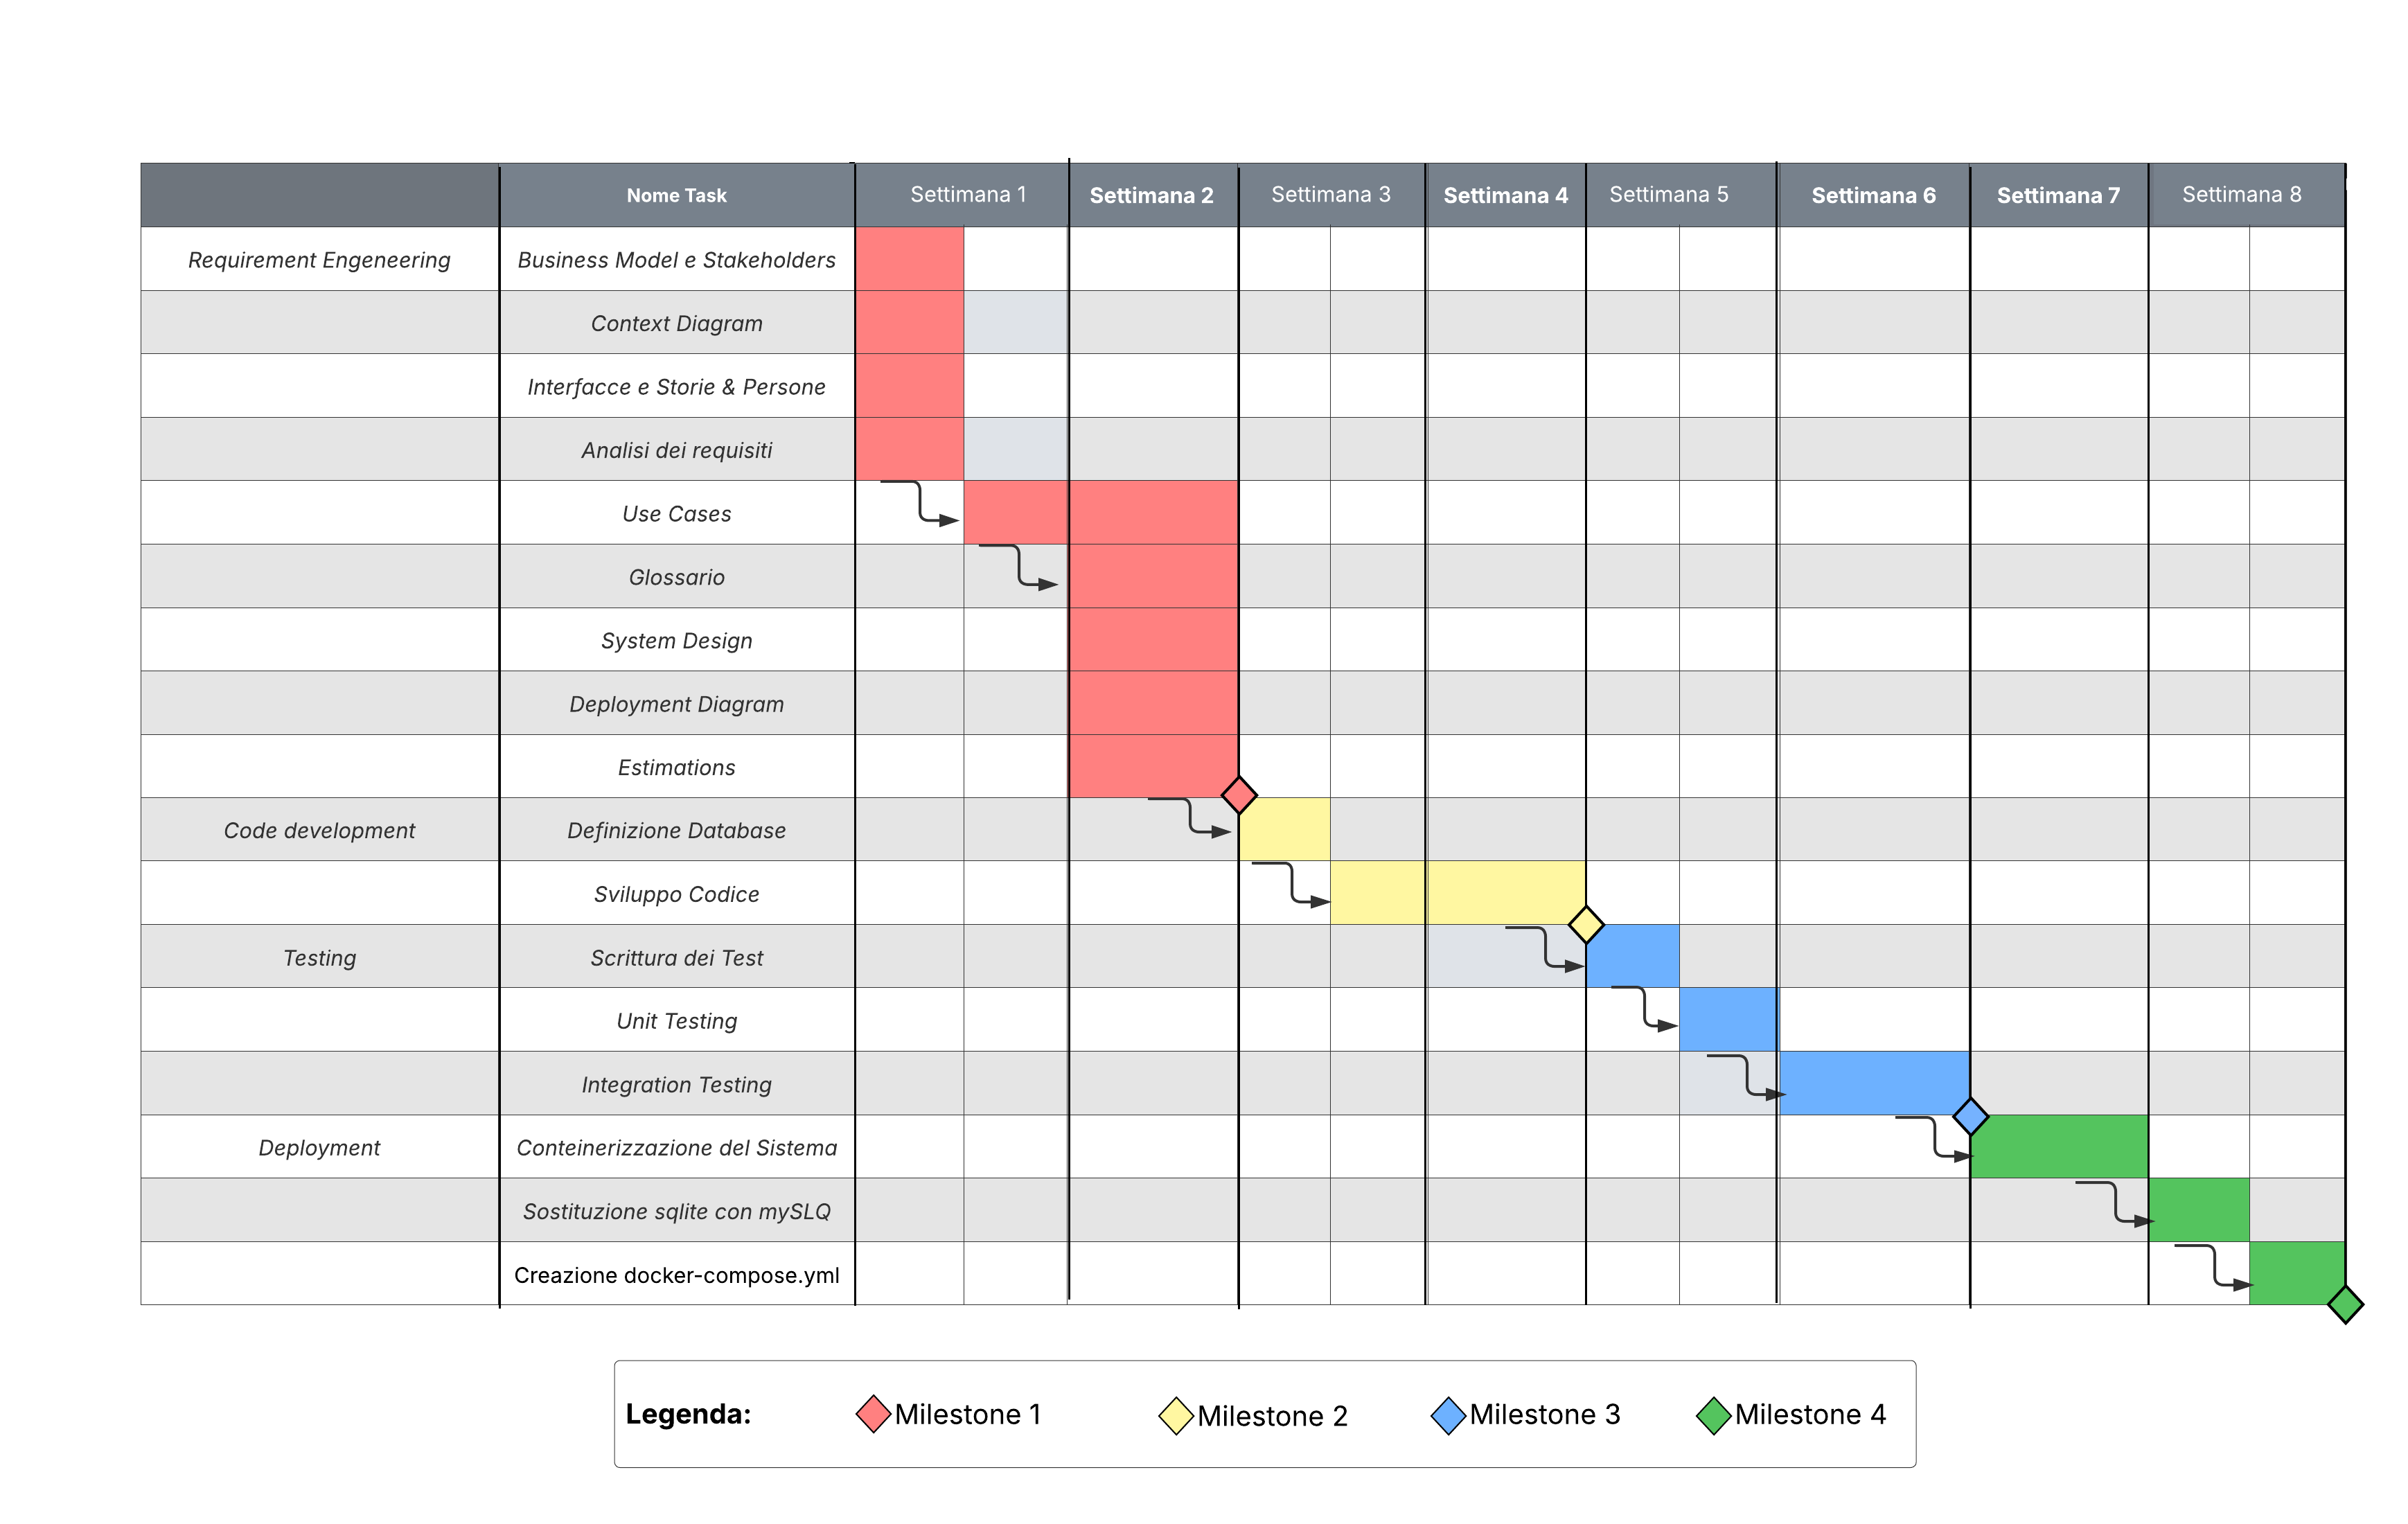 Nome Task Settimana 1 Settimana 2 Settimana 3 Settimana 4 Settimana 5 Settimana 6 Settimana 7 Settimana 8
Requirement Engeneering Business Model e Stakeholders
Context Diagram
Interfacce e Storie & Persone
Analisi dei requisiti
Use Cases
Glossario
System Design
Deployment Diagram
Estimations
Code development Definizione Database
Sviluppo Codice
Testing Scrittura dei Test
Unit Testing
Integration Testing
Deployment Conteinerizzazione del Sistema
Sostituzione sqlite con mySLQ
Creazione docker-compose.yml
Legenda: Milestone 1 Milestone 2 Milestone 3 Milestone 4